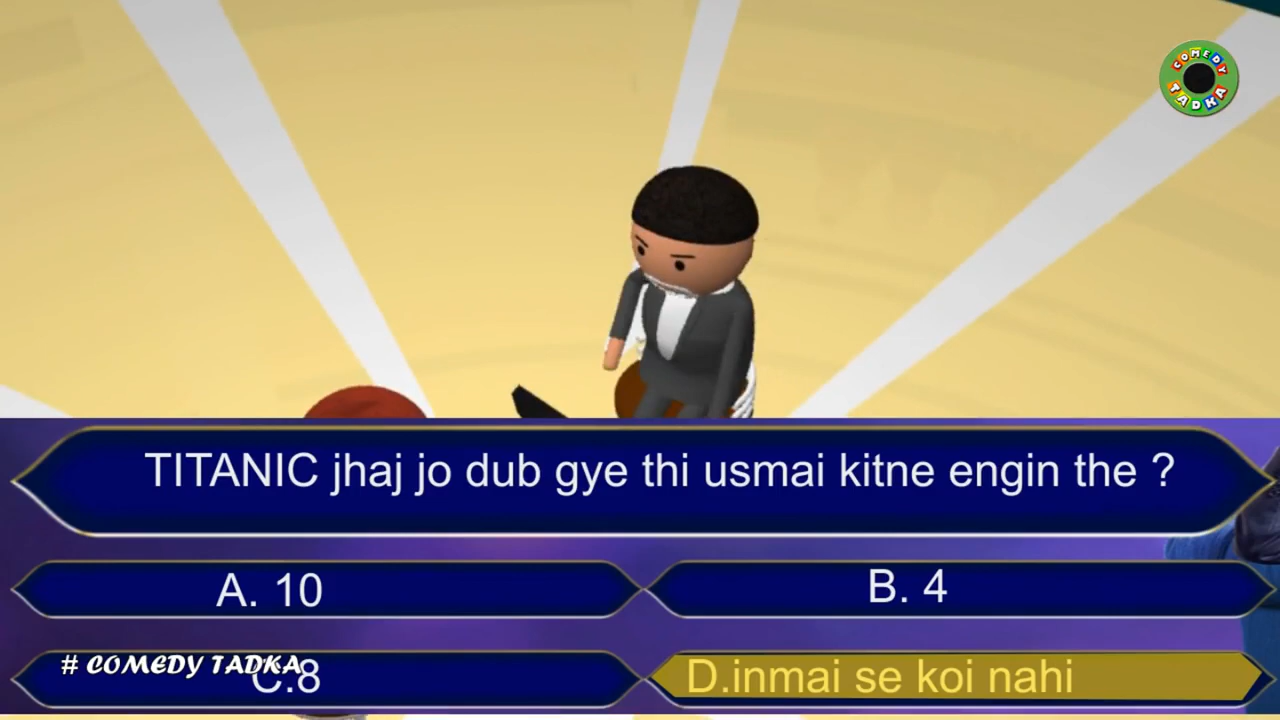 COMEDY
TADKA
TITANIC jhaj jo dub gye thi usmai kitne engin the ?
A. 10
B. 4
# COMEDY TADKA
C.8
D.inmai se koi nahi